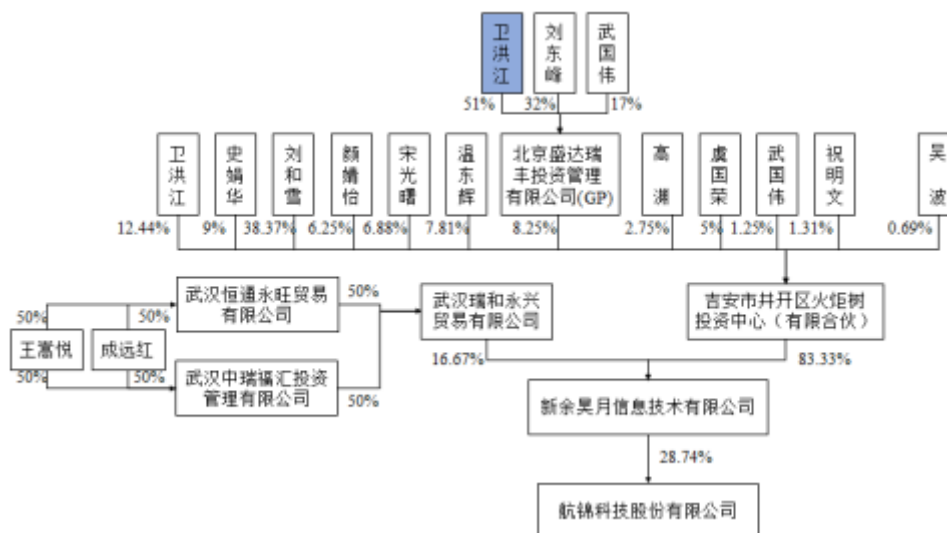 卫洪江
刘东峰
武国伟
51%
32%
17%
卫洪江
史娟华
刘和雪
颜婧怡
宋光曙
温东辉
北京盛达瑞
丰投资管理
有限公司(GP)
高
虞国荣
武国伟
祝明文
吴波
12.44%
9%
38.37%
6.25%
6.88%
7.81%
8.25%
2.75%
5%
1.25%
1.31%
0.69%
武汉恒通永旺贸易
有限公司
50%
武汉瑞和永兴
贸易有限公司
吉安市井开区火炬树
投资中心（有限合伙）
50%
50%
王嵩悦
成远红
50%
50%
武汉中瑞福汇投资
管理有限公司
50%
16.67%
83.33%
新余昊月信息技术有限公司
28.74%
航锦科技股份有限公司